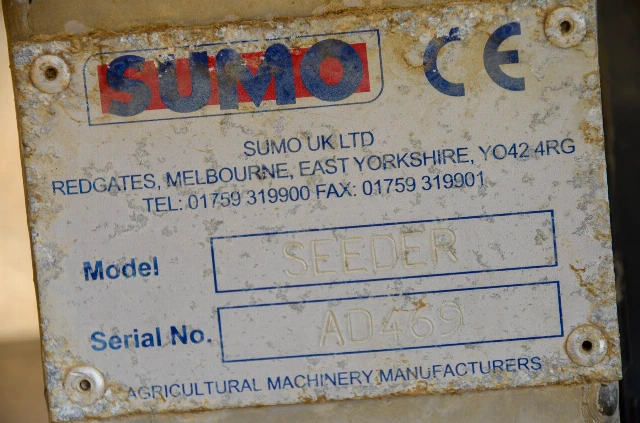 SUMO CE
SUMO UK LTD
REDGATES, MELBOURNE, EAST YORKSHIRE, YO42 4RG
TEL: 01759 319900 FAX: 01759 319901
Model SEEDER
Serial No. AD469
AGRICULTURAL MACHINERY MANUFACTURERS